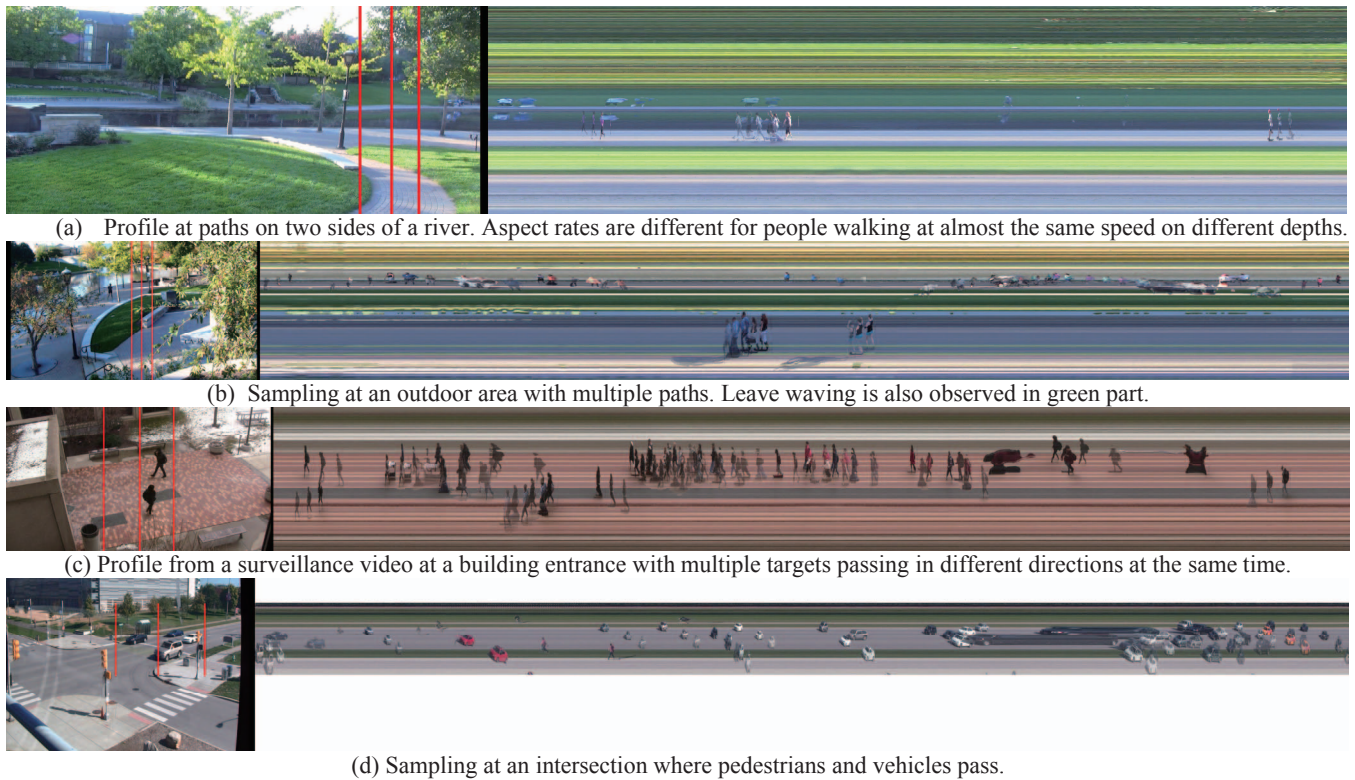 (a) Profile at paths on two sides of a river. Aspect rates are different for people walking at almost the same speed on different depths.
(b) Sampling at an outdoor area with multiple paths. Leave waving is also observed in green part.
(c) Profile from a surveillance video at a building entrance with multiple targets passing in different directions at the same time.
(d) Sampling at an intersection where pedestrians and vehicles pass.